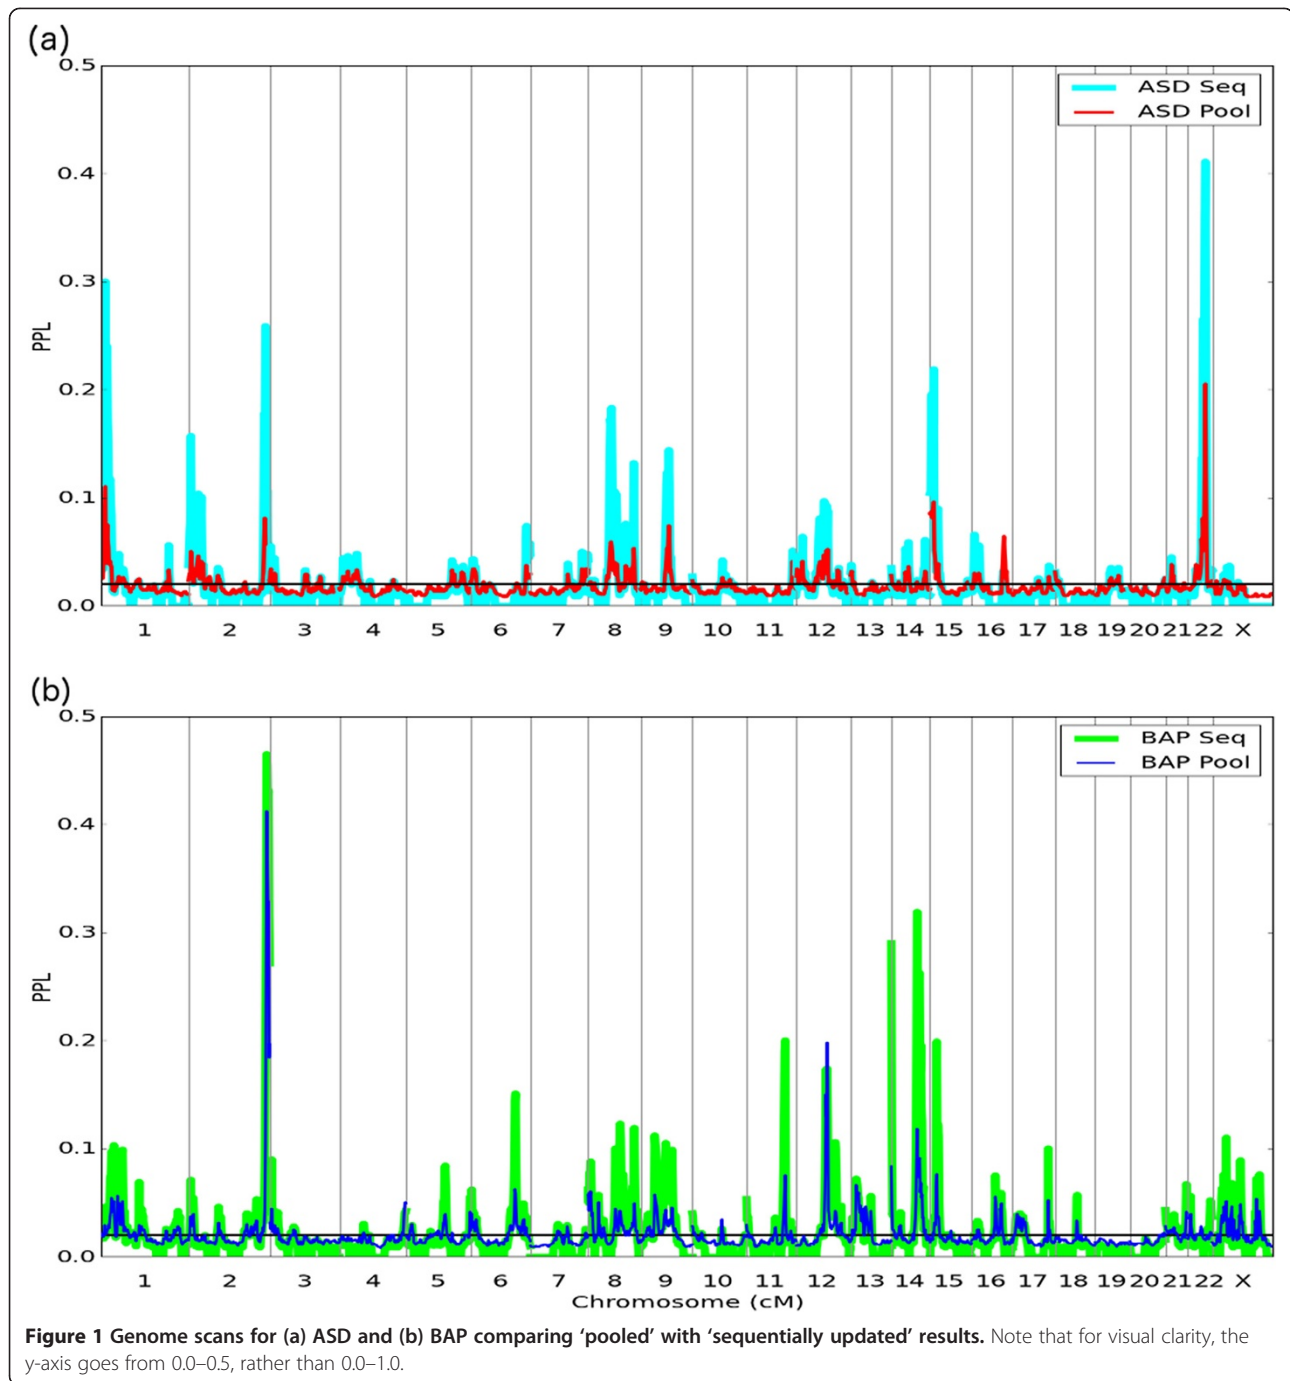 (a)
0.5
0.4
0.3
0.2
0.1
0.0
PPL
ASD Seq
ASD Pool
1 2 3 4 5 6 7 8 9 10 11 12 13 14 15 16 17 18 19 20 21 22 X
(b)
0.5
0.4
0.3
0.2
0.1
0.0
PPL
BAP Seq
BAP Pool
1 2 3 4 5 6 7 8 9 10 11 12 13 14 15 16 17 18 19 20 21 22 X
Chromosome (cM)
Figure 1 Genome scans for (a) ASD and (b) BAP comparing ‘pooled’ with ‘sequentially updated’ results. Note that for visual clarity, the
y-axis goes from 0.0–0.5, rather than 0.0–1.0.